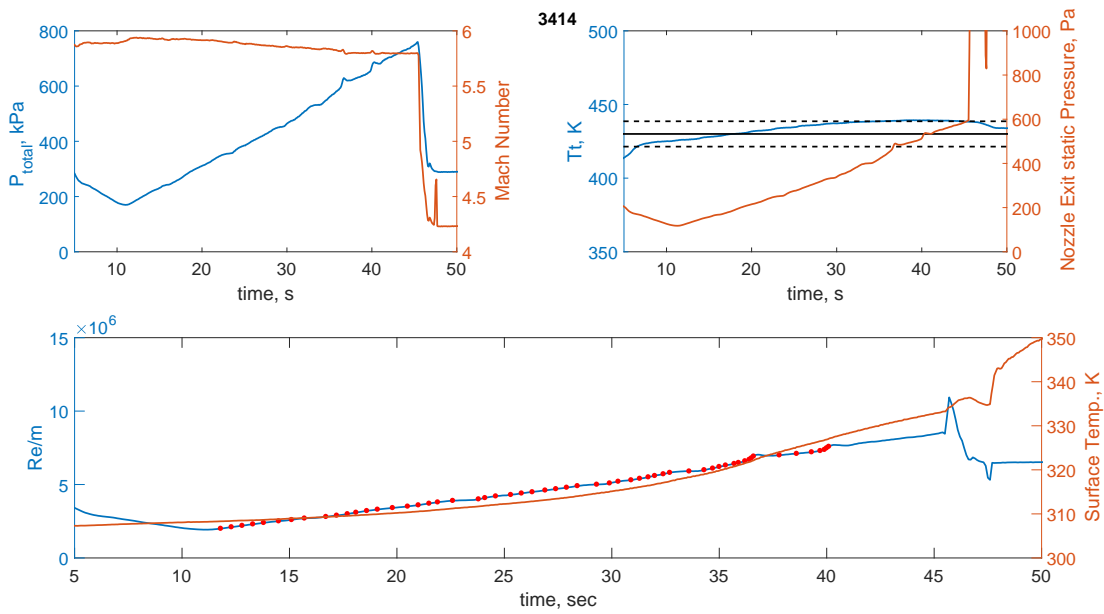 3414
800
600
400
200
0
P_total, kPa
6
5.5
5
4.5
4
Mach Number
10 20 30 40 50
time, s
500
450
400
350
Tt, K
1000
800
600
400
200
0
Nozzle Exit static Pressure, Pa
10 20 30 40 50
time, s
×10^6
15
10
5
0
Re/m
350
340
330
320
310
300
Surface Temp., K
5 10 15 20 25 30 35 40 45 50
time, sec